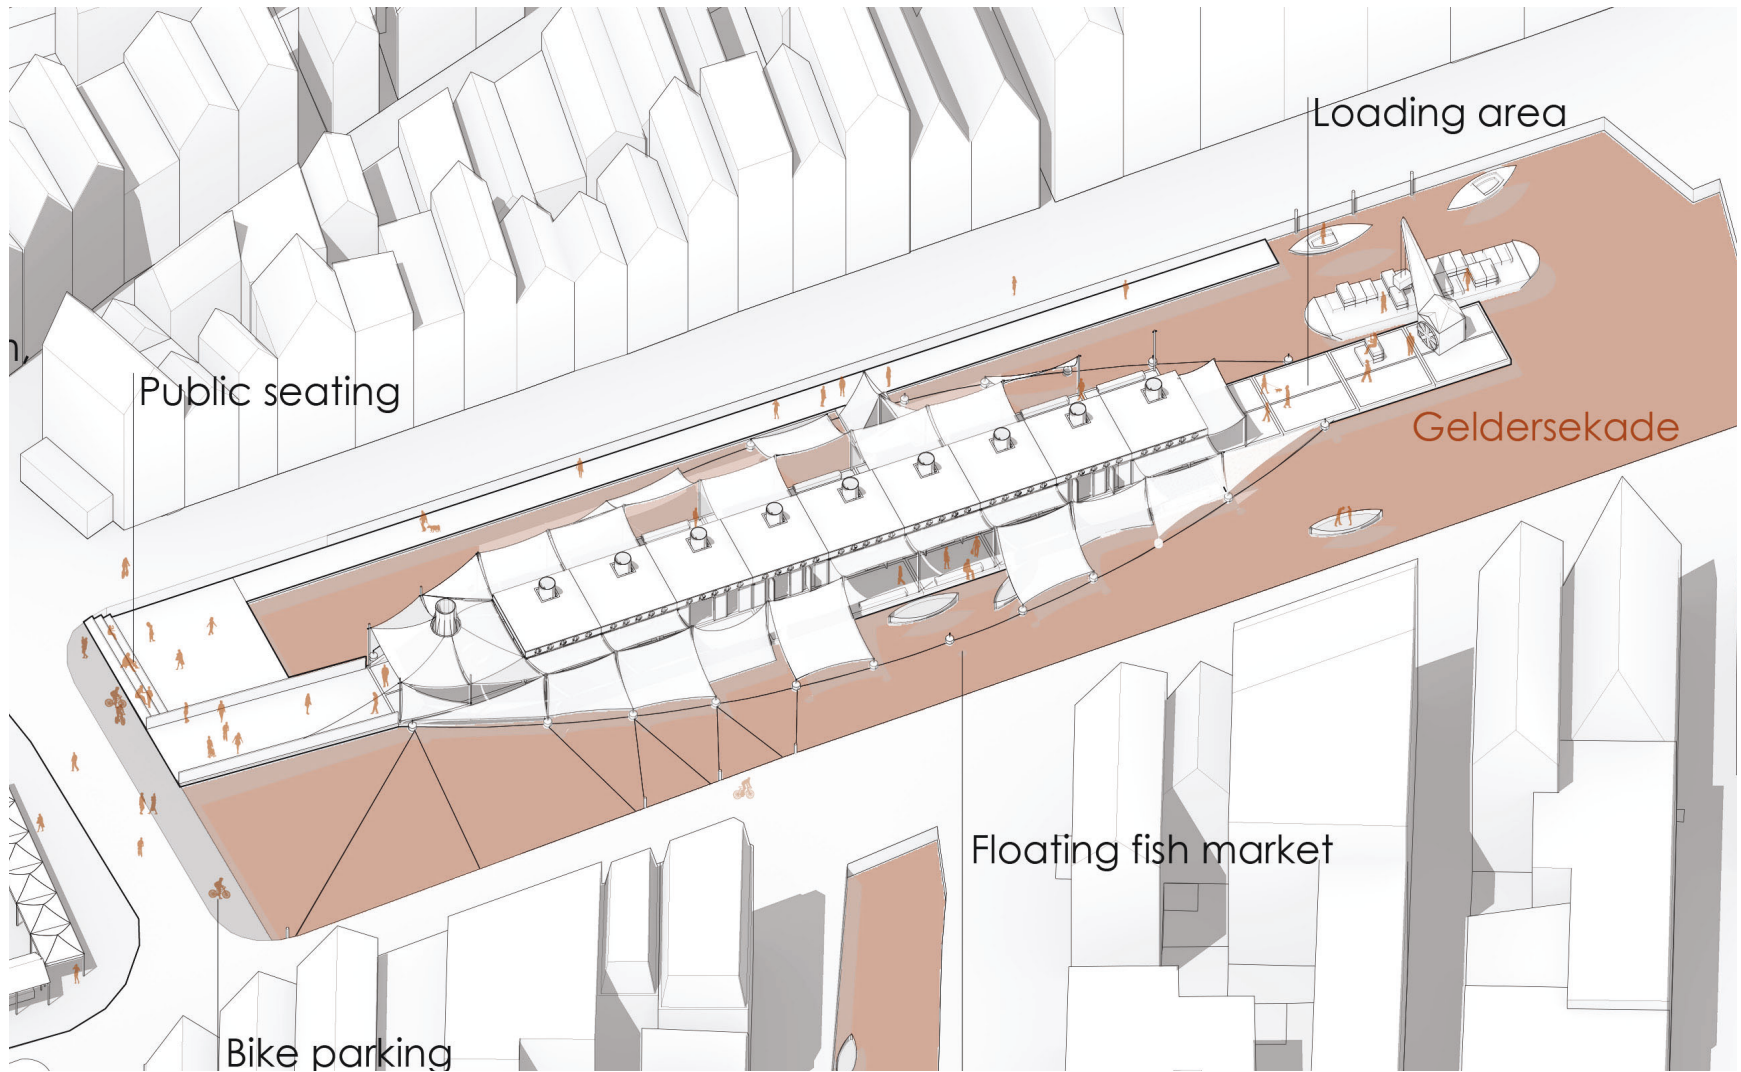 Loading area
n,
Public seating
Geldersekade
Floating fish market
Bike parking